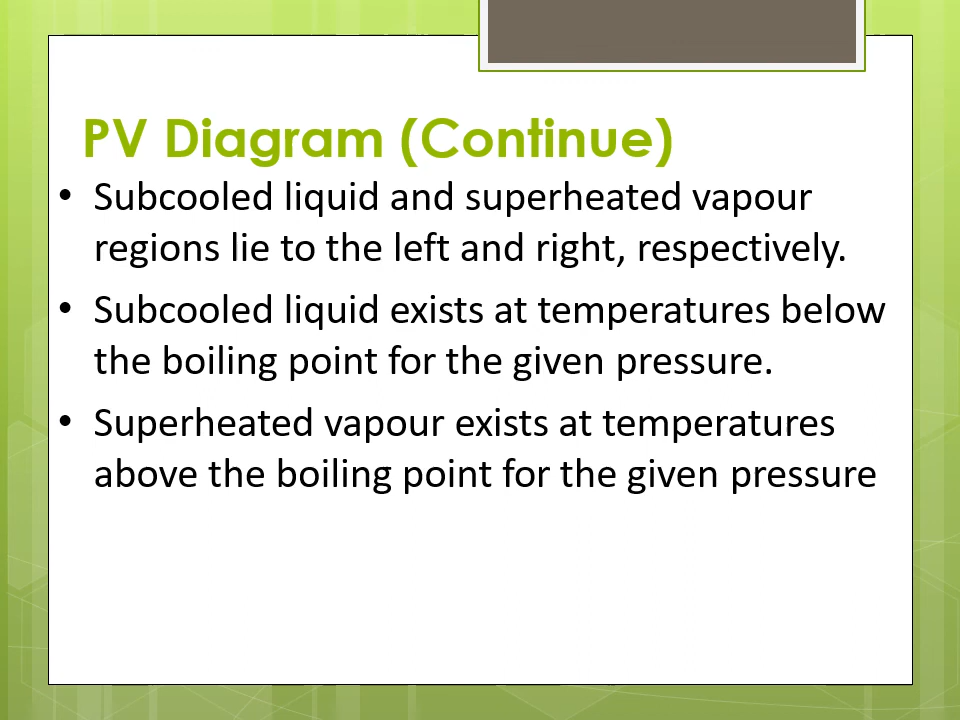 PV Diagram (Continue)
• Subcooled liquid and superheated vapour
regions lie to the left and right, respectively.
• Subcooled liquid exists at temperatures below
the boiling point for the given pressure.
• Superheated vapour exists at temperatures
above the boiling point for the given pressure